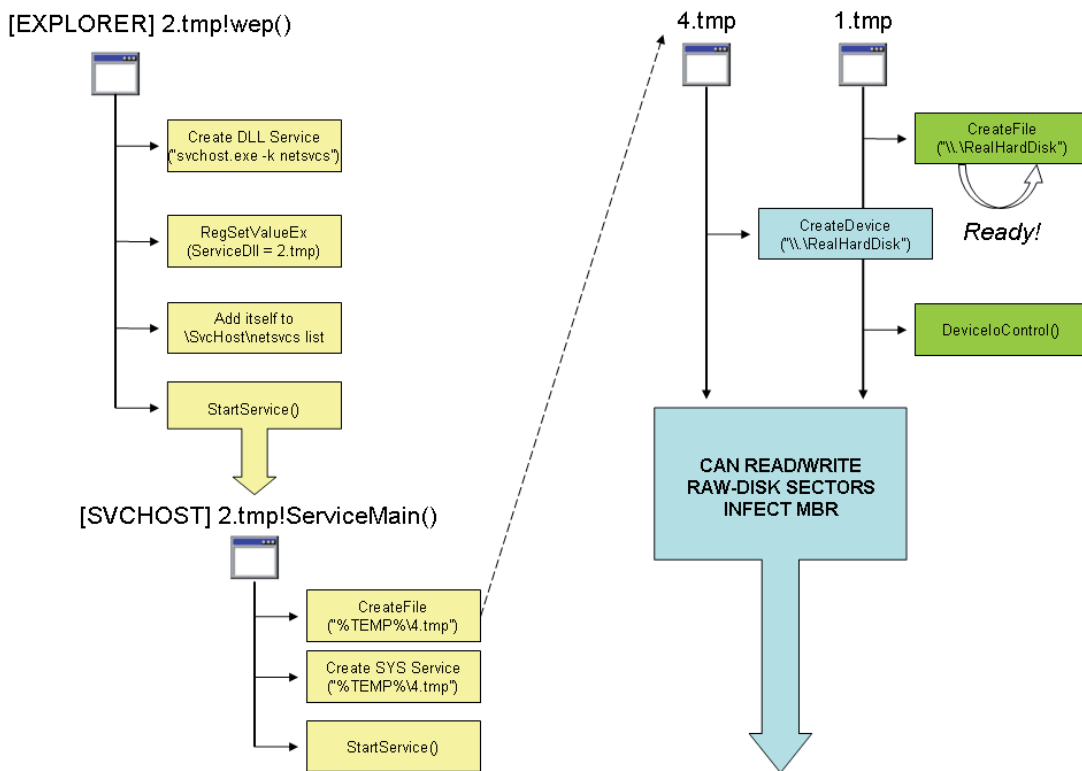 [EXPLORER] 2.tmp!wep()
Create DLL Service
("svchost.exe -k netsvcs")
RegSetValueEx
(ServiceDll = 2.tmp)
Add itself to
\SvcHost\netsvcs list
StartService()
[SVCHOST] 2.tmp!ServiceMain()
CreateFile
("%TEMP%\4.tmp")
Create SYS Service
("%TEMP%\4.tmp")
StartService()
4.tmp
1.tmp
CreateFile
("\\.\RealHardDisk")
Ready!
CreateDevice
("\\.\RealHardDisk")
DeviceIoControl()
CAN READ/WRITE
RAW-DISK SECTORS
INFECT MBR